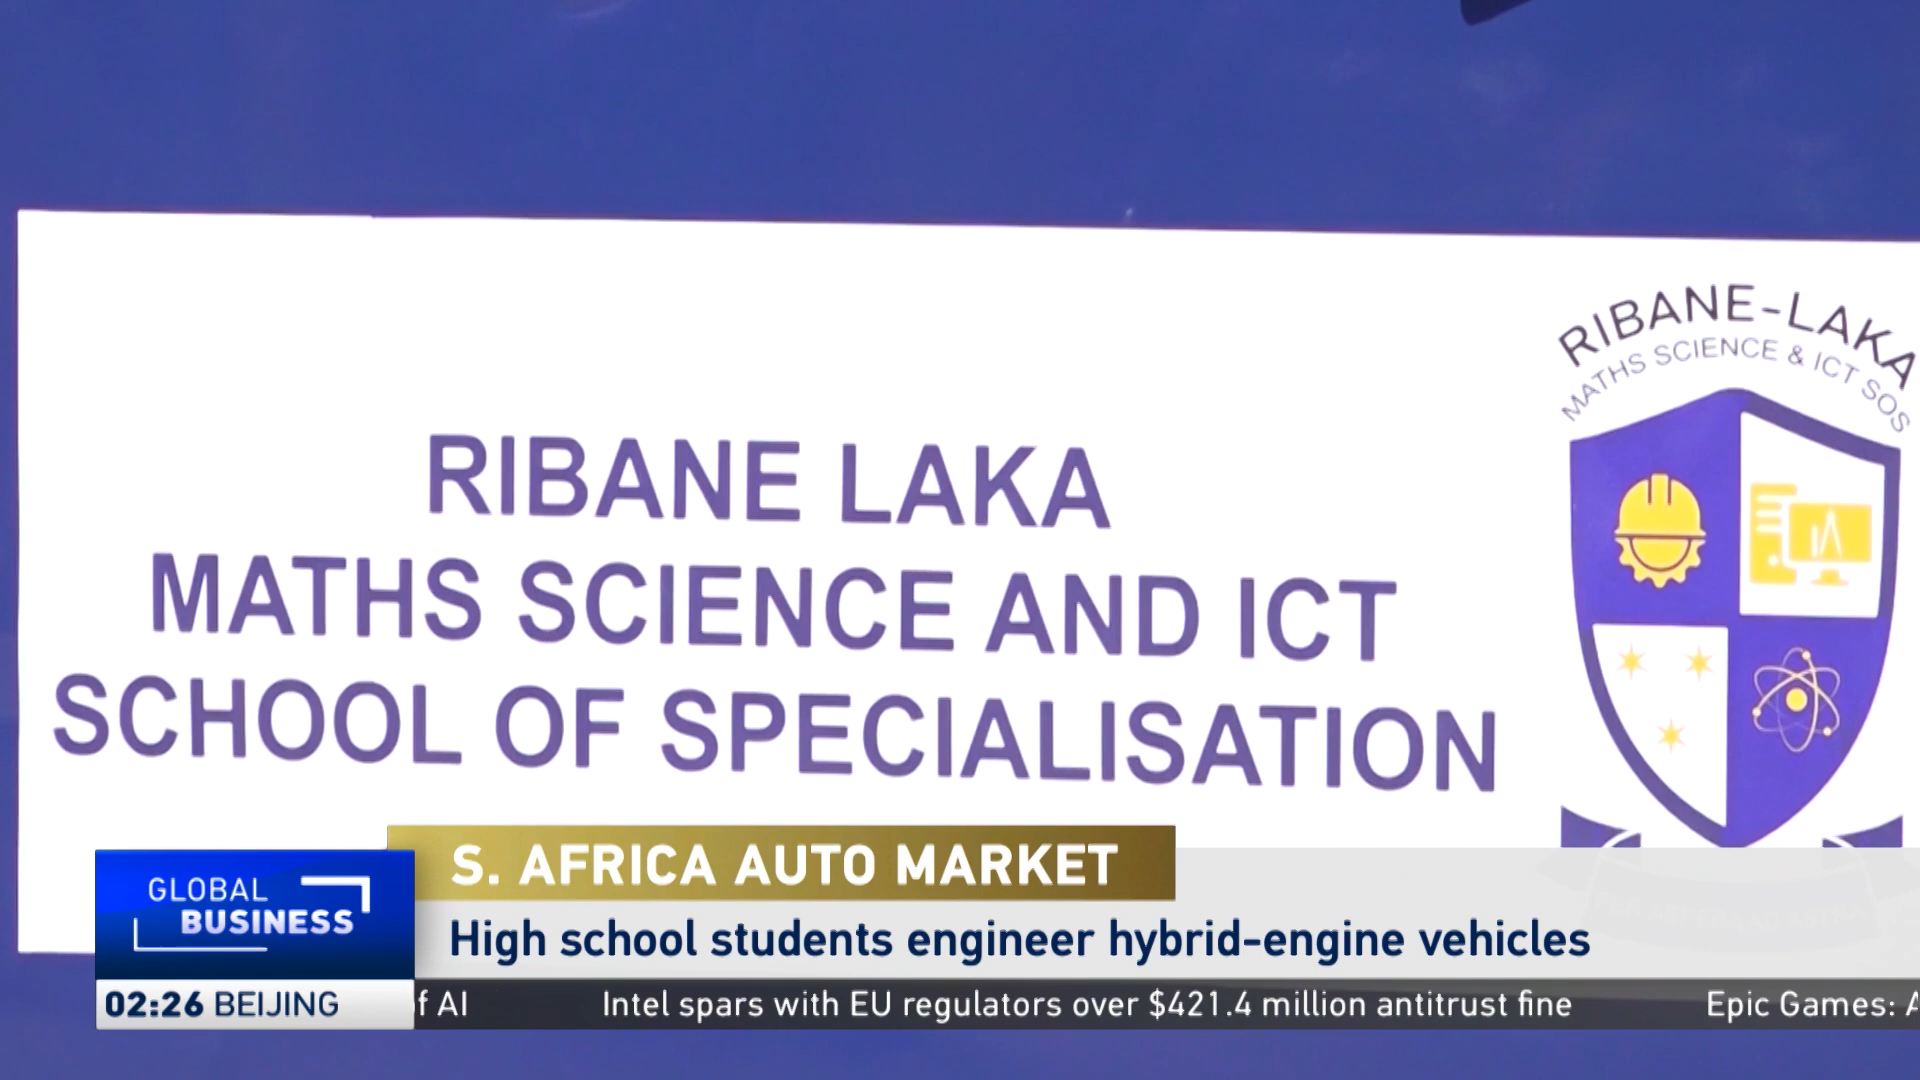 RIBANE-LAKA
MATHS SCIENCE & ICT SOS
RIBANE LAKA
MATHS SCIENCE AND ICT
SCHOOL OF SPECIALISATION
S. AFRICA AUTO MARKET
GLOBAL
BUSINESS
High school students engineer hybrid-engine vehicles
02:26 BEIJING
f AI Intel spars with EU regulators over $421.4 million antitrust fine Epic Games: A